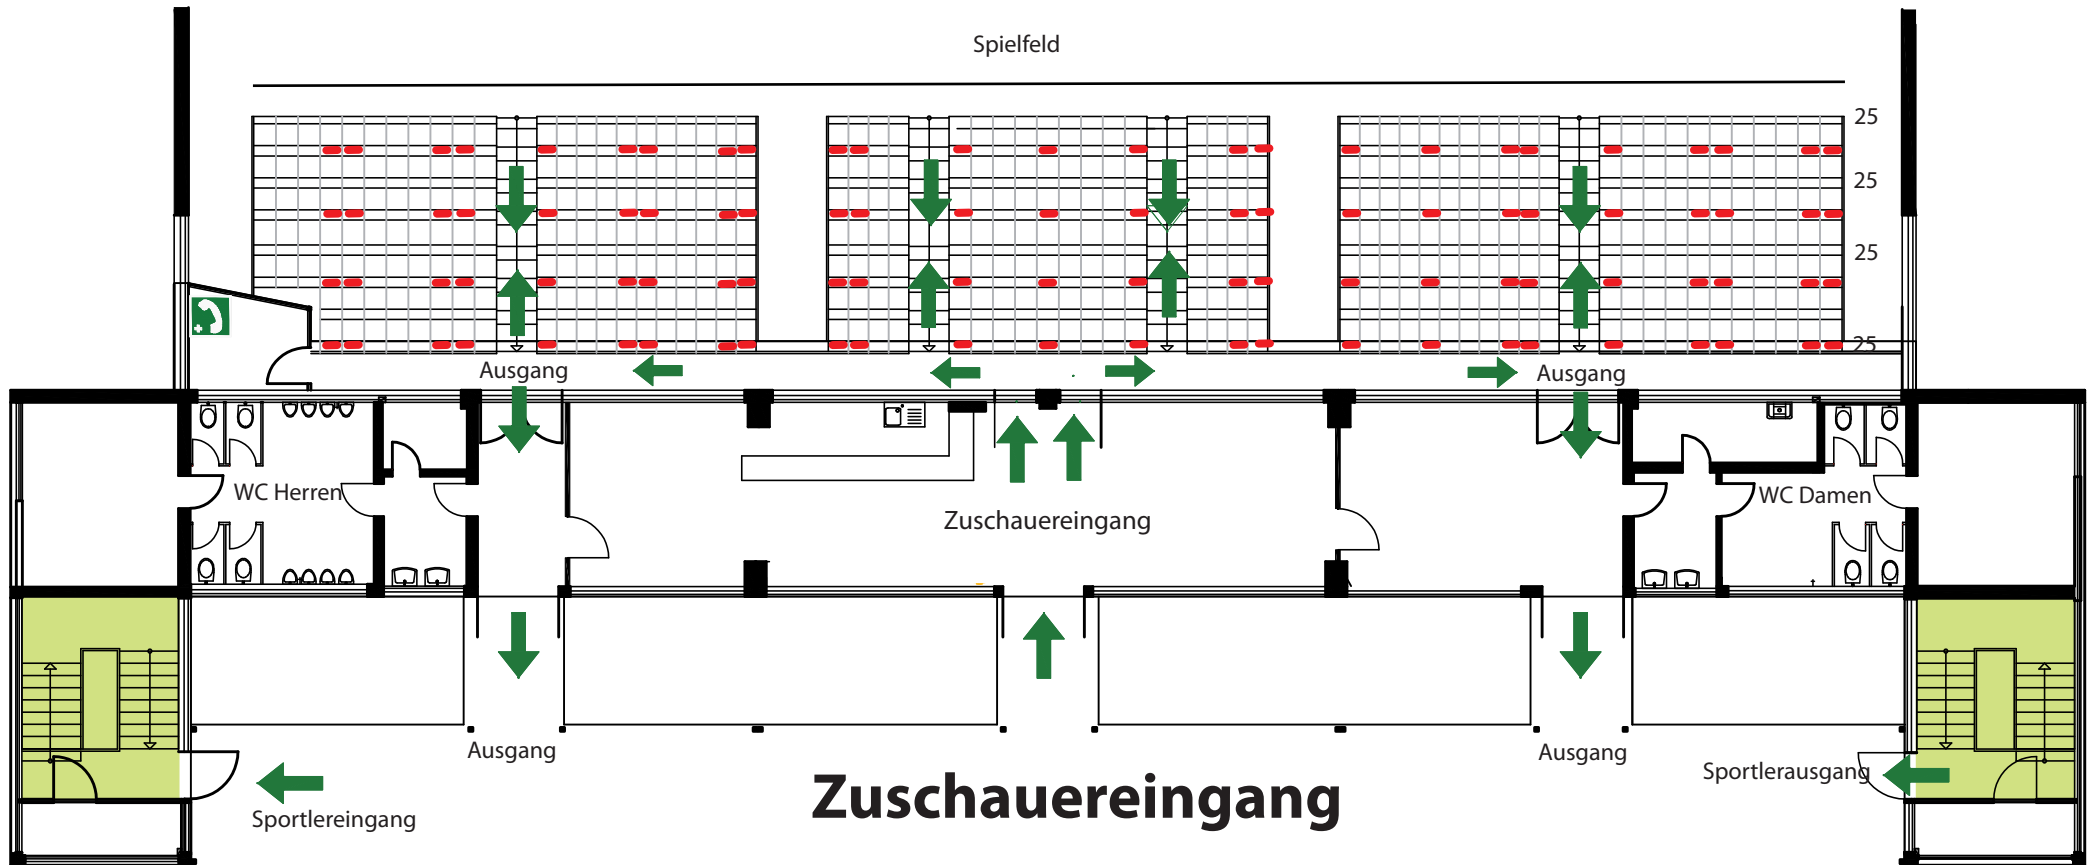 Spielfeld
25
25
25
25
Ausgang
Ausgang
WC Herren
WC Damen
Zuschauereingang
Ausgang
Ausgang
Sportlerausgang
Zuschauereingang
Sportlereingang